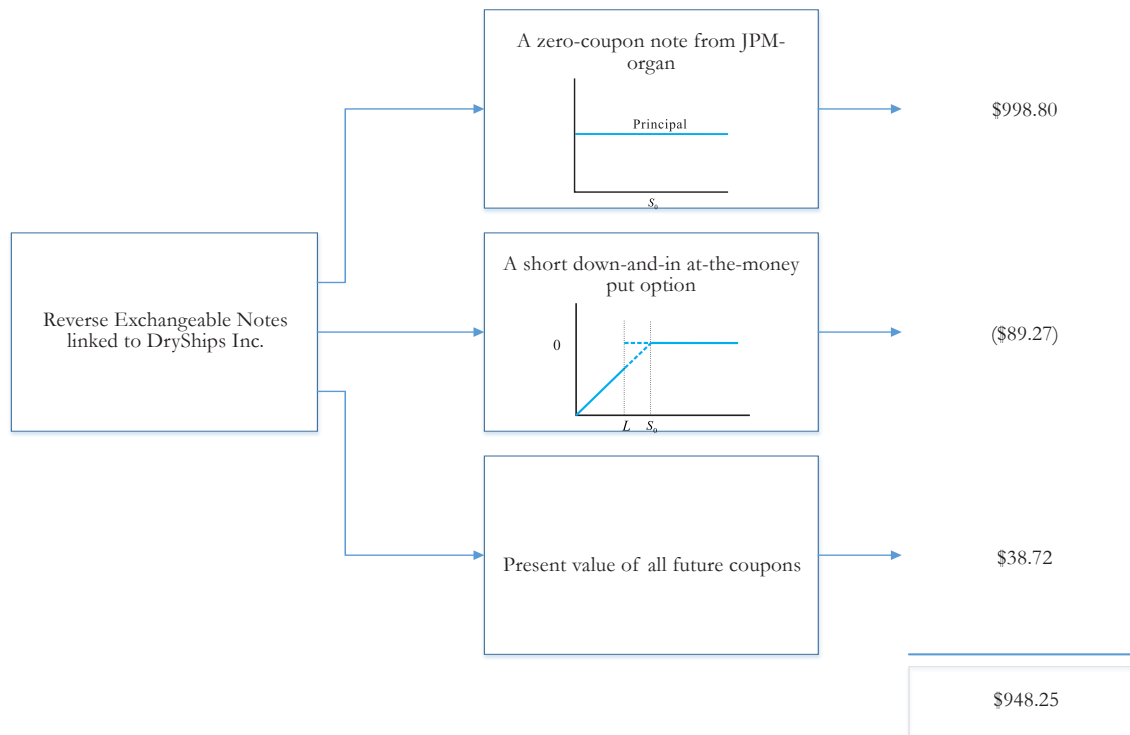 A zero-coupon note from JPM-
organ
Principal
S₀
$998.80
Reverse Exchangeable Notes
linked to DryShips Inc.
A short down-and-in at-the-money
put option
0
L S₀
($89.27)
Present value of all future coupons
$38.72
$948.25